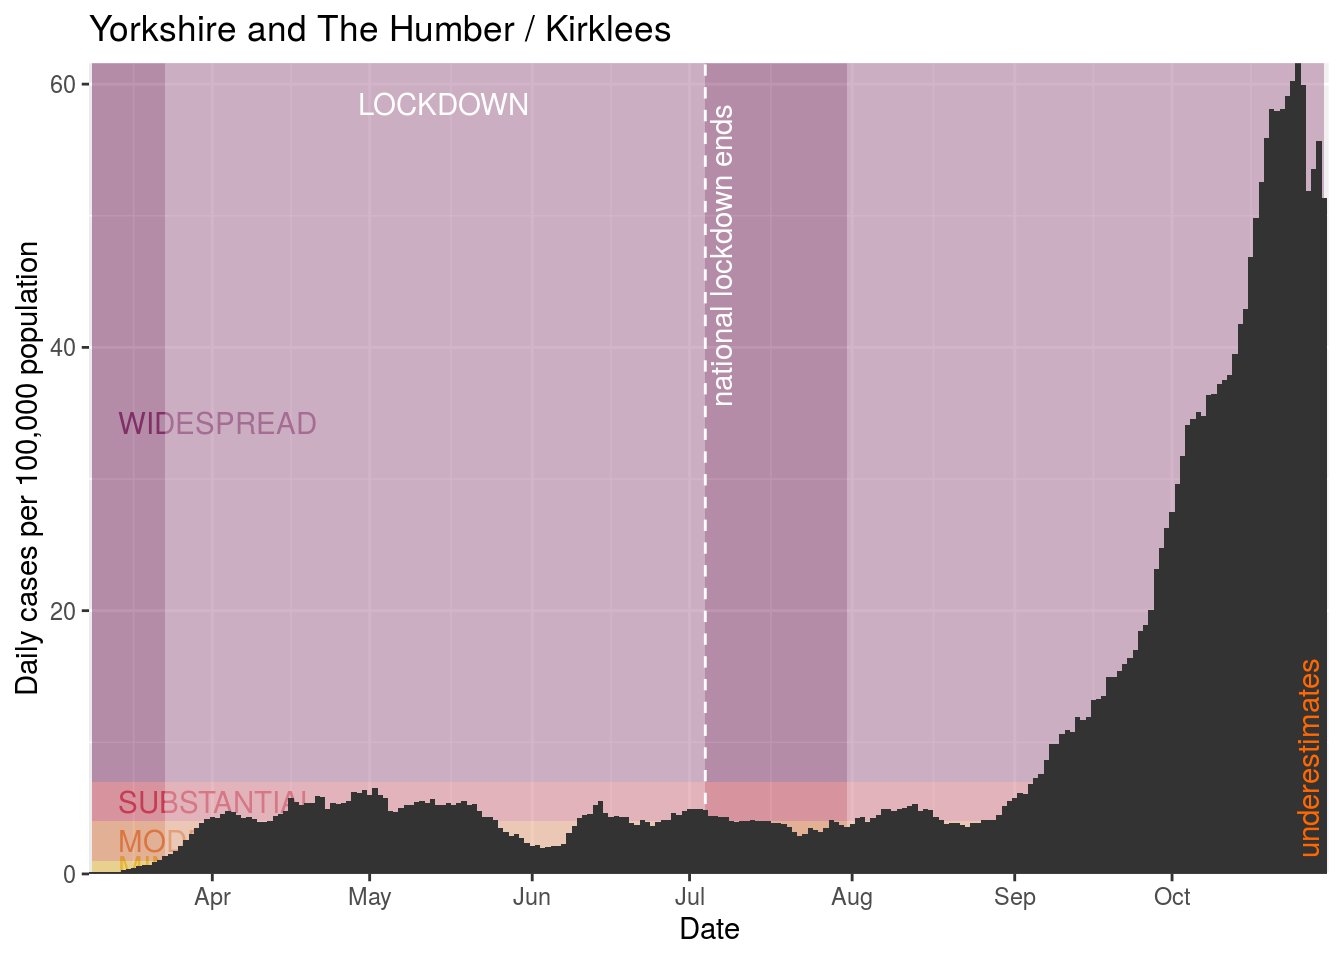 Yorkshire and The Humber / Kirklees
Daily cases per 100,000 population
60
40
20
0
LOCKDOWN
national lockdown ends
WIDESPREAD
SUBSTANTIAL
underestimates
Apr
May
Jun
Jul
Aug
Sep
Oct
Date